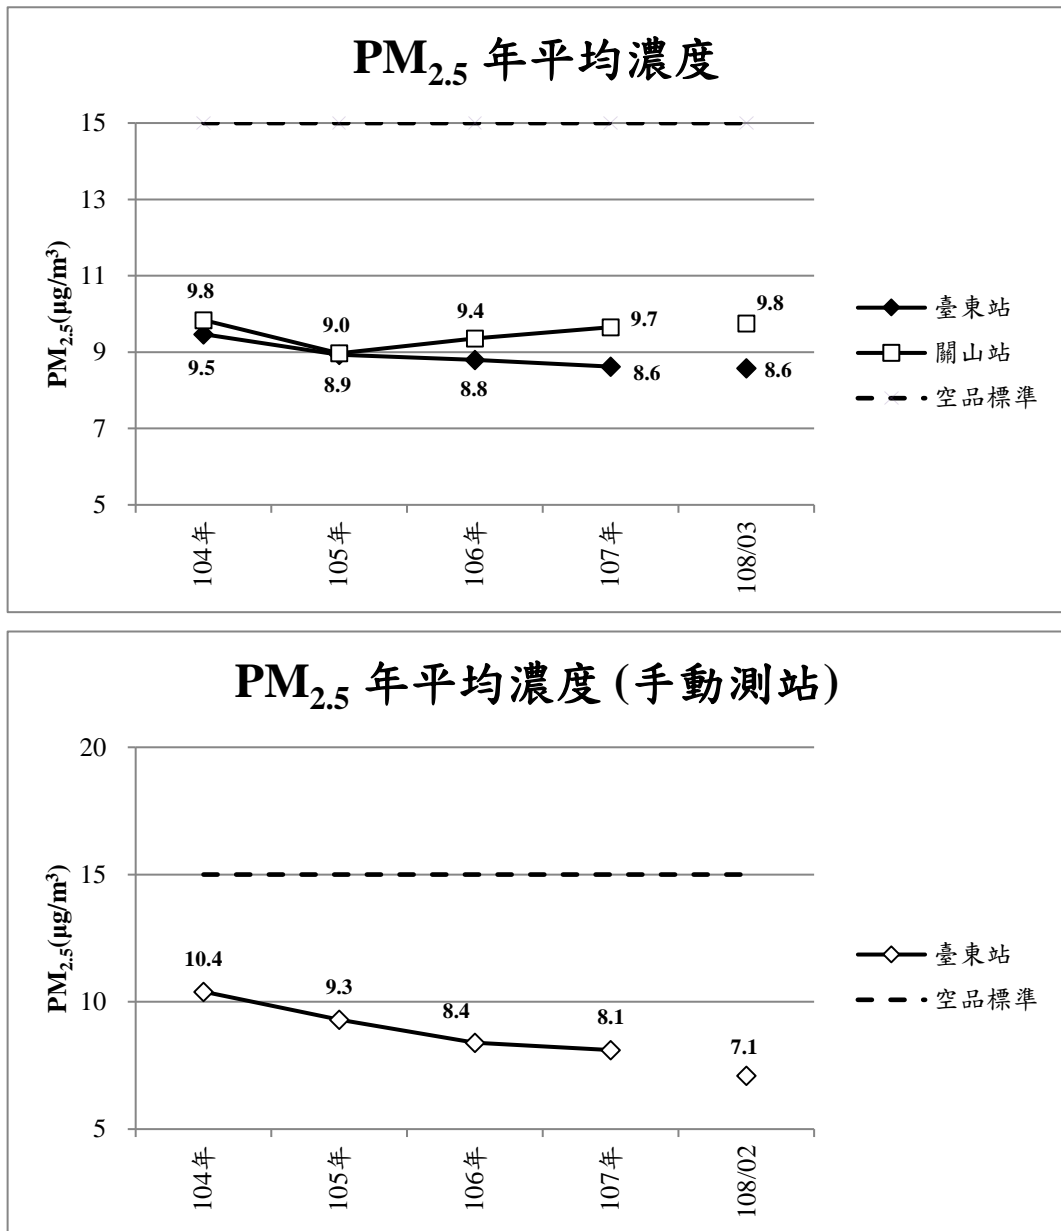 PM2.5 年平均濃度
15
13
11
9
7
5
PM2.5(μg/m³)
9.8
9.0
9.4
9.7
9.8
9.5
8.9
8.8
8.6
8.6
104年
105年
106年
107年
108/03
臺東站
關山站
空品標準
PM2.5 年平均濃度 (手動測站)
20
15
10
5
PM2.5(μg/m³)
10.4
9.3
8.4
8.1
7.1
104年
105年
106年
107年
108/02
臺東站
空品標準